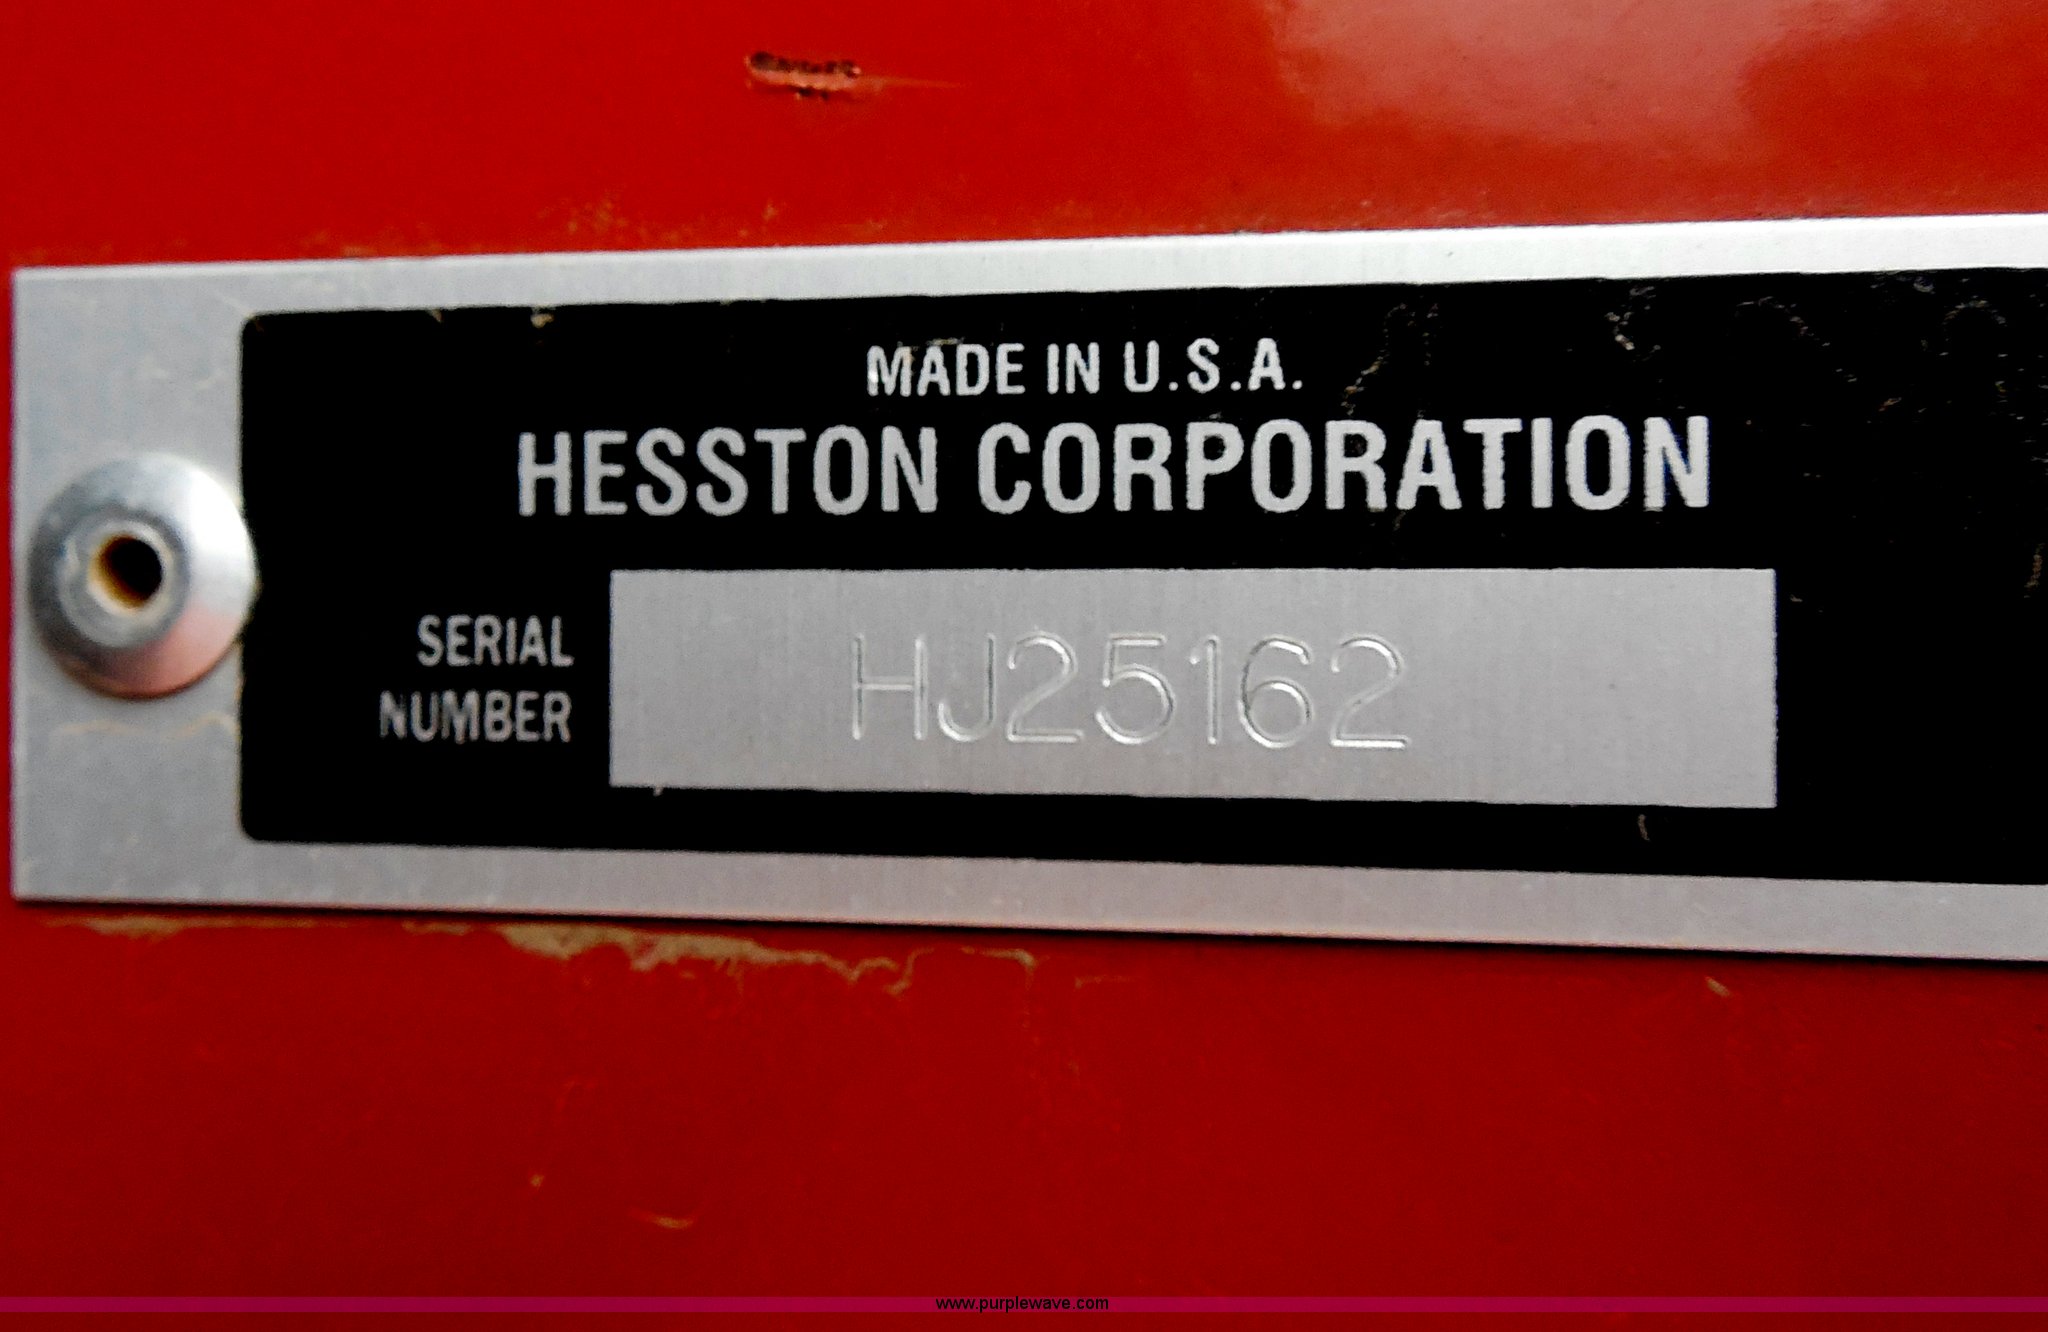 MADE IN U.S.A.
HESSTON CORPORATION
SERIAL
NUMBER
HJ25162
www.purplewave.com